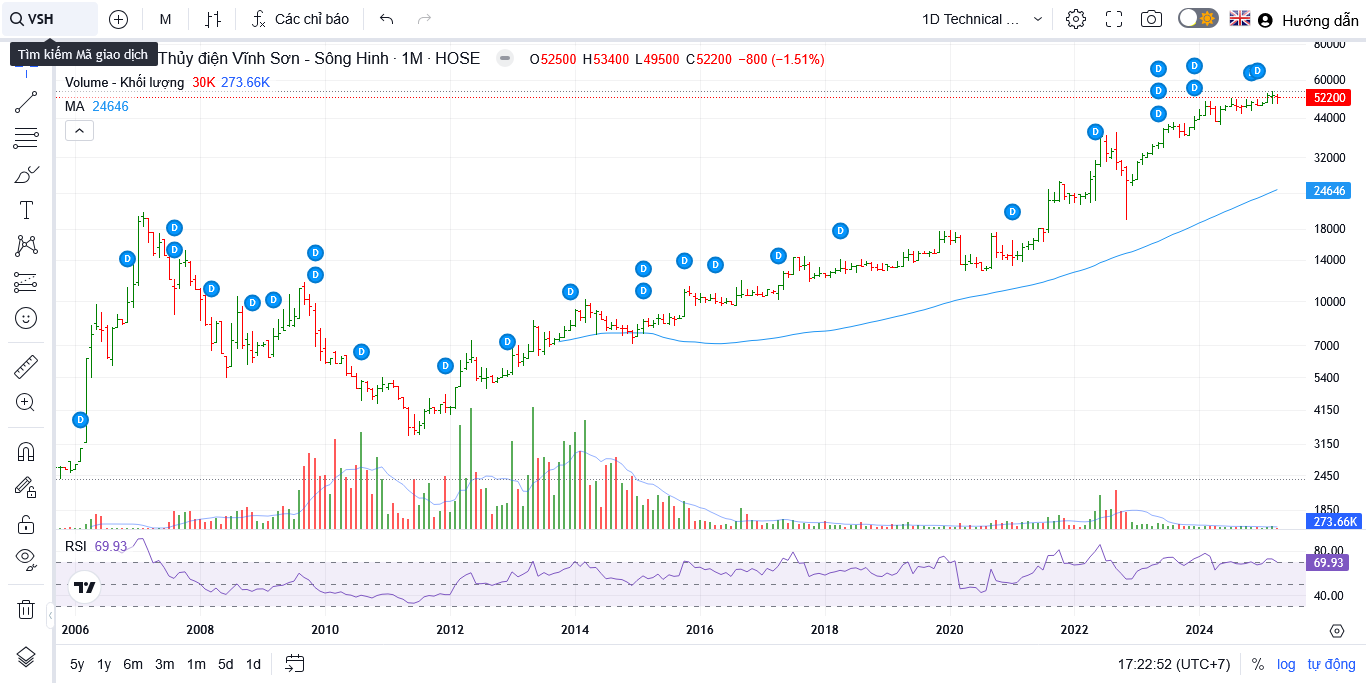 VSH
M
Các chỉ báo
1D Technical ...
Hướng dẫn
Tìm kiếm Mã giao dịch
Thủy điện Vĩnh Sơn - Sông Hinh · 1M · HOSE
O52500 H53400 L49500 C52200 −800 (−1.51%)
Volume - Khối lượng 30K 273.66K
MA 24646
80000
60000
52200
44000
32000
24646
18000
14000
10000
7000
5400
4150
3150
2450
1850
273.66K
D D D D D D D D D D D D D D D D D D D D D D D D D D D
RSI 69.93
80.00
69.93
40.00
2006 2008 2010 2012 2014 2016 2018 2020 2022 2024
5y 1y 6m 3m 1m 5d 1d
17:22:52 (UTC+7) % log tự động